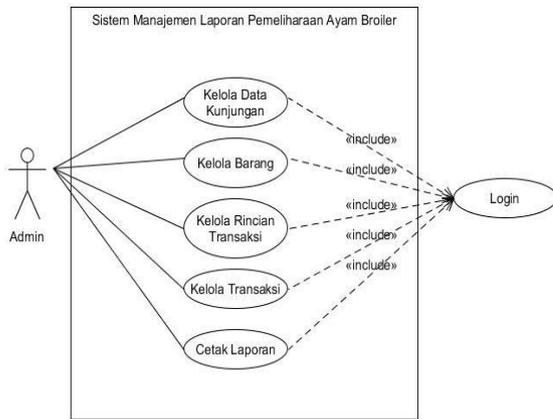 Sistem Manajemen Laporan Pemeliharaan Ayam Broiler
Kelola Data
Kunjungan
«include»
Kelola Barang
«include»
Login
Kelola Rincian
Transaksi
«include»
Admin
«include»
Kelola Transaksi
«include»
Cetak Laporan